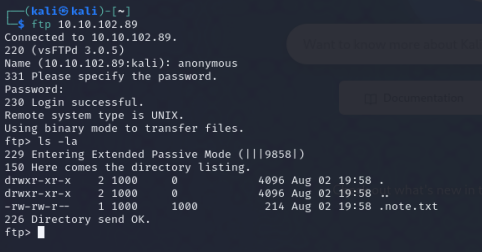 (kali㉿kali)-[~]
$ ftp 10.10.102.89
Connected to 10.10.102.89.
220 (vsFTPd 3.0.5)
Name (10.10.102.89:kali): anonymous
331 Please specify the password.
Password:
230 Login successful.
Remote system type is UNIX.
Using binary mode to transfer files.
ftp> ls -la
229 Entering Extended Passive Mode (|||9858|)
150 Here comes the directory listing.
drwxr-xr-x    2 1000     0            4096 Aug 02 19:58 .
drwxr-xr-x    2 1000     0            4096 Aug 02 19:58 ..
-rw-rw-r--    1 1000     1000          214 Aug 02 19:58 .note.txt
226 Directory send OK.
ftp>
Documentation